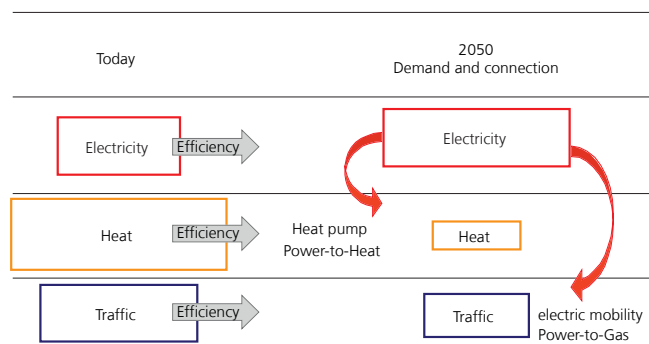 Today
2050
Demand and connection
Electricity
Efficiency
Electricity
Heat
Efficiency
Heat pump
Power-to-Heat
Heat
Traffic
Efficiency
Traffic
electric mobility
Power-to-Gas